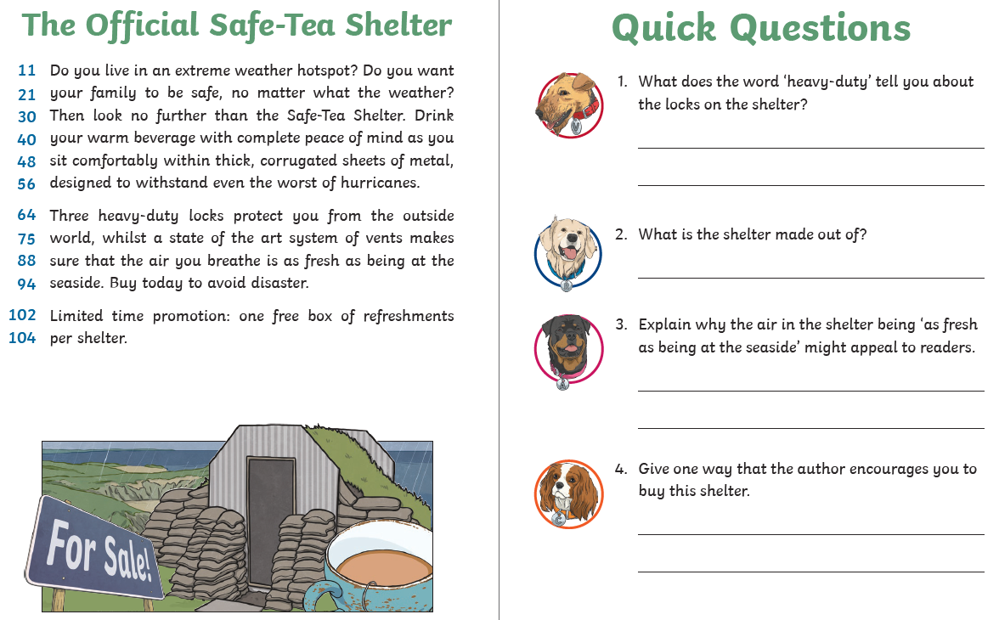 The Official Safe-Tea Shelter
11 Do you live in an extreme weather hotspot? Do you want
21 your family to be safe, no matter what the weather?
30 Then look no further than the Safe-Tea Shelter. Drink
40 your warm beverage with complete peace of mind as you
48 sit comfortably within thick, corrugated sheets of metal,
56 designed to withstand even the worst of hurricanes.
64 Three heavy-duty locks protect you from the outside
75 world, whilst a state of the art system of vents makes
88 sure that the air you breathe is as fresh as being at the
94 seaside. Buy today to avoid disaster.
102 Limited time promotion: one free box of refreshments
104 per shelter.
For Sale!
Quick Questions
1. What does the word ‘heavy-duty’ tell you about
the locks on the shelter?
2. What is the shelter made out of?
3. Explain why the air in the shelter being ‘as fresh
as being at the seaside’ might appeal to readers.
4. Give one way that the author encourages you to
buy this shelter.